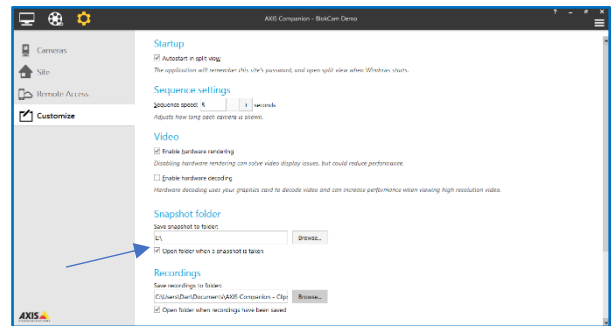 AXIS Companion - BlokCam Demo
Cameras
Site
Remote Access
Customize
Startup
Autostart in split view
The application will remember this site's password, and open split view when Windows starts.
Sequence settings
Sequence speed: 8 seconds
Adjusts how long each camera is shown.
Video
Enable hardware rendering
Disabling hardware rendering can solve video display issues, but could reduce performance.
Enable hardware decoding
Hardware decoding uses your graphics card to decode video and can increase performance when viewing high resolution video.
Snapshot folder
Save snapshot to folder:
Browse...
Open folder when a snapshot is taken
Recordings
Save recordings to folder:
C:\Users\Dart\Documents\AXIS Companion - Clips
Browse...
Open folder when recordings have been saved
AXIS
COMMUNICATIONS